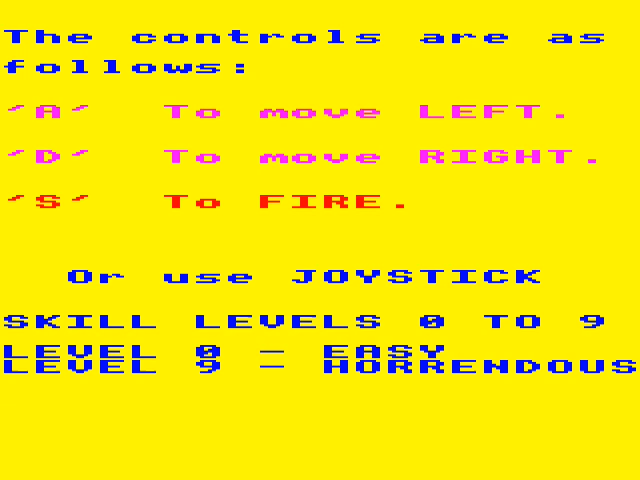 The controls are as
follows:
'A' To move LEFT.
'D' To move RIGHT.
'S' To FIRE.
Or use JOYSTICK
SKILL LEVELS 0 TO 9
LEVEL 0 - EASY
LEVEL 9 - HORRENDOUS